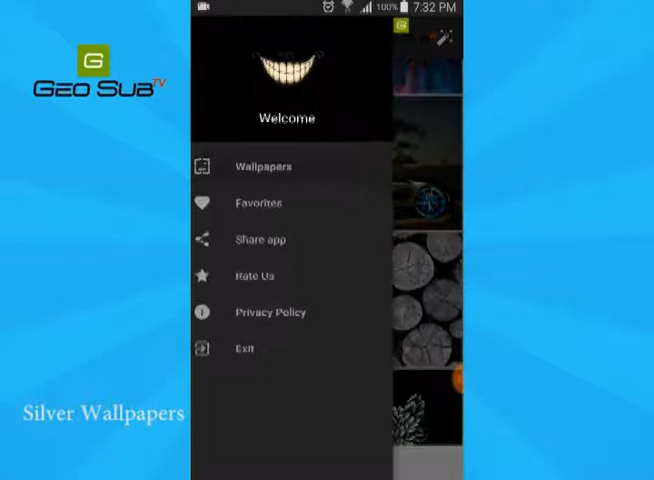 100%
7:32 PM
G
G
GEO SUB TV
Welcome
Wallpapers
Favorites
Share app
Rate Us
Privacy Policy
Exit
Silver Wallpapers